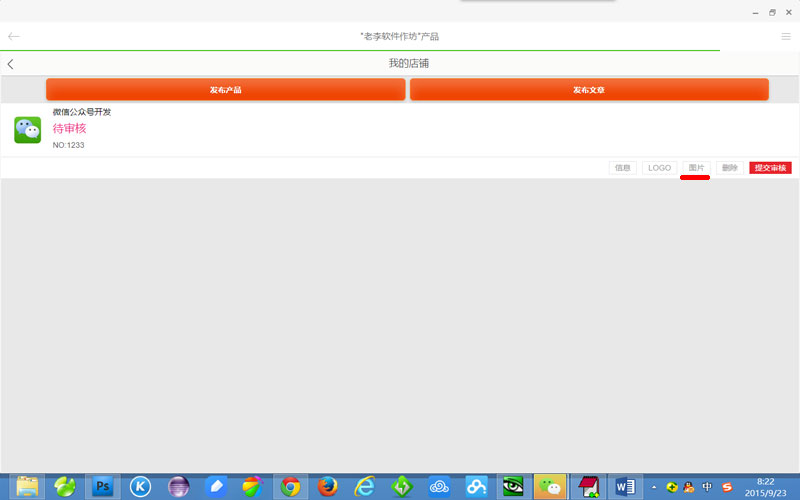 "老李软件作坊"产品
我的店铺
发布产品 发布文章
微信公众号开发
待审核
NO:1233
信息 LOGO 图片 删除 提交审核
Ps K W 中 S
8:22
2015/9/23